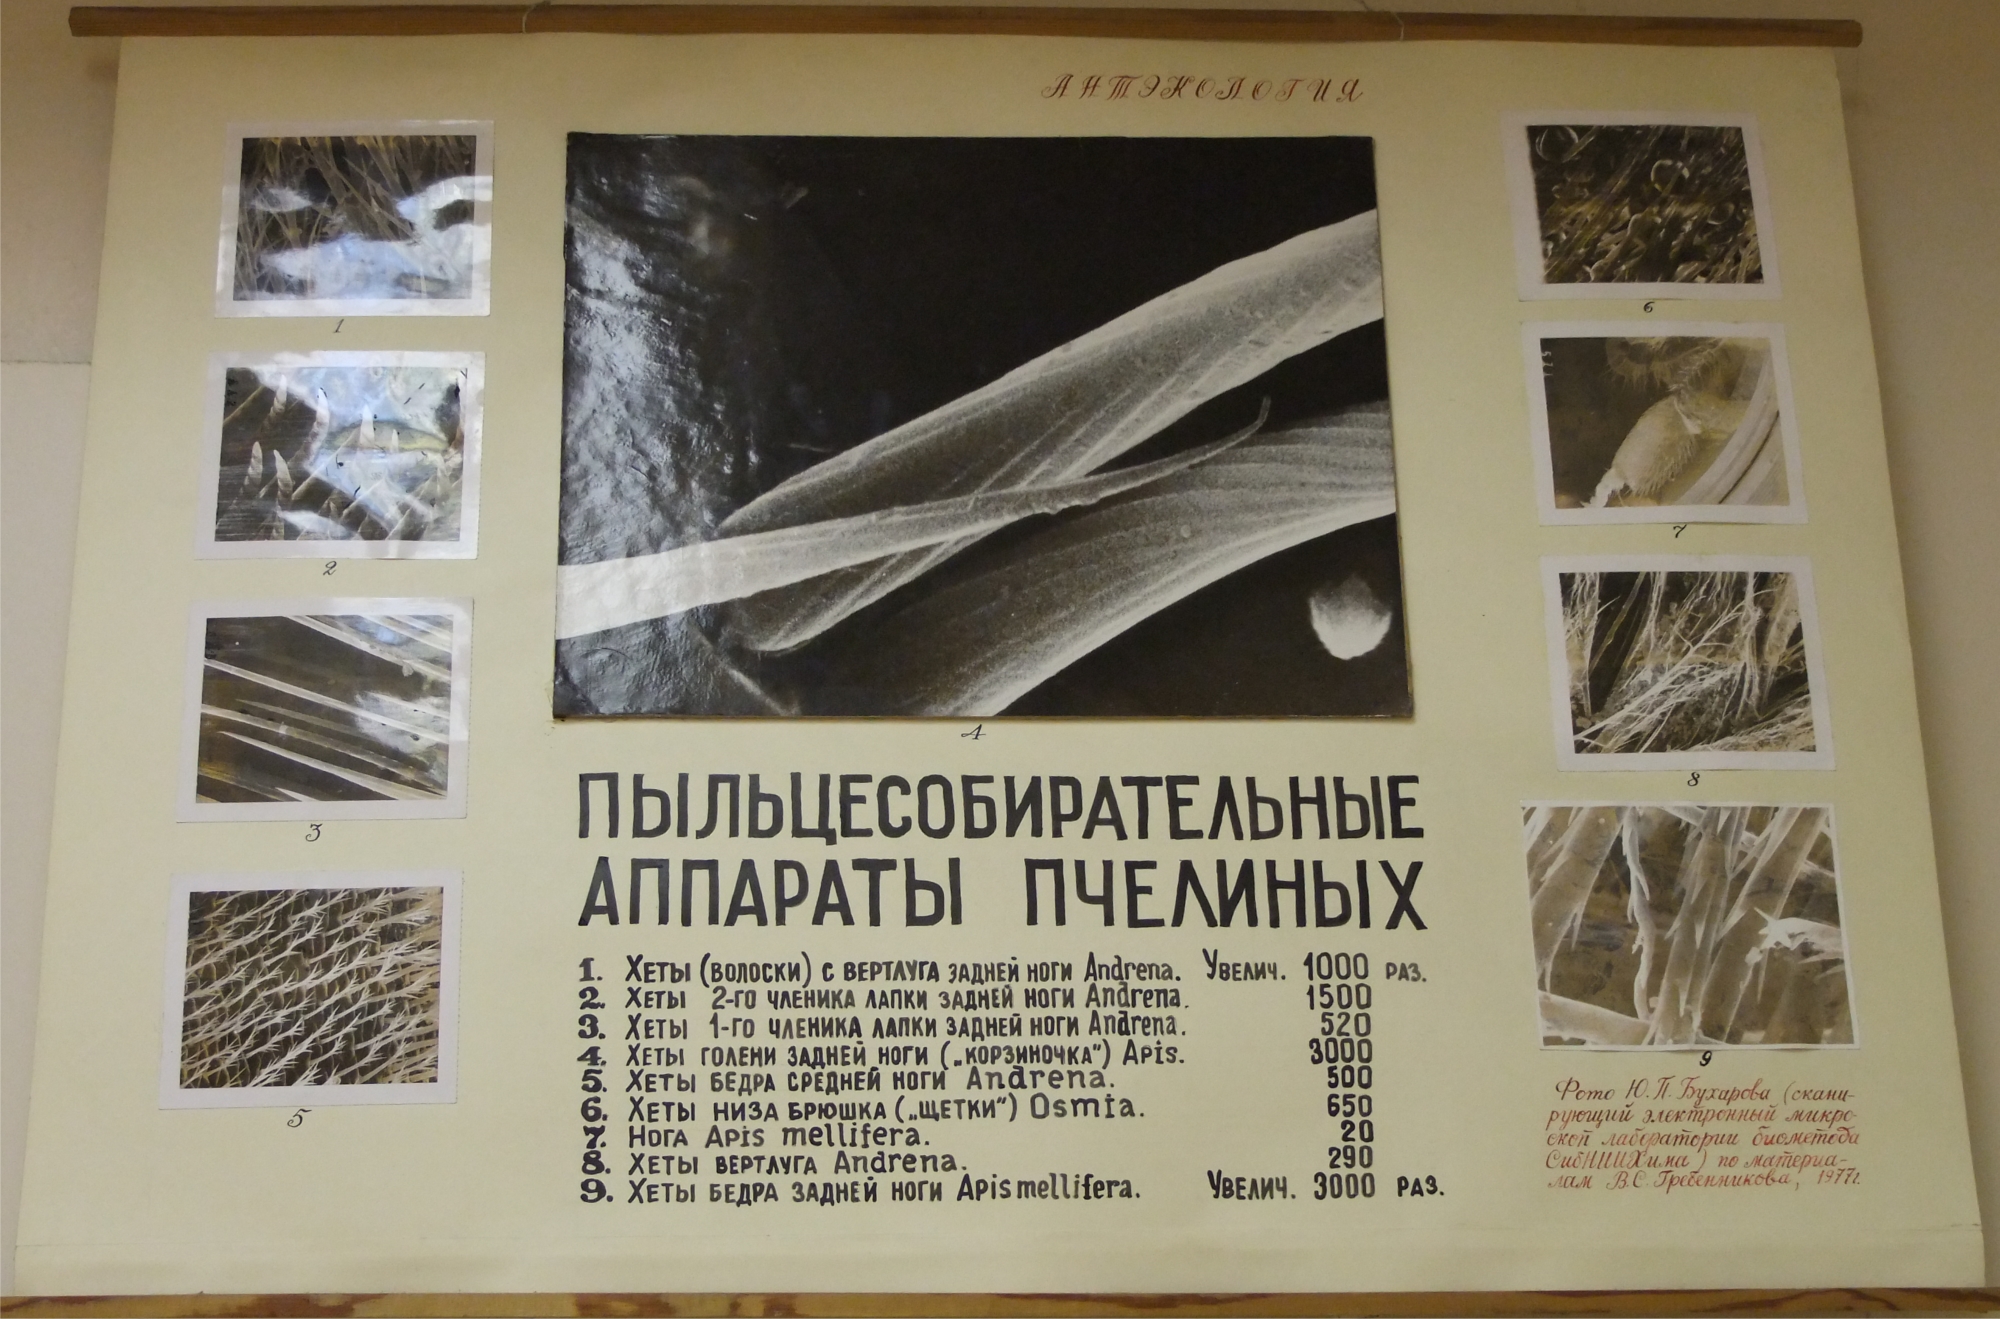 АНТЭКОЛОГИЯ
1
2
3
5
4
6
7
8
9
ПЫЛЬЦЕСОБИРАТЕЛЬНЫЕ
АППАРАТЫ ПЧЕЛИНЫХ
1. ХЕТЫ (ВОЛОСКИ) С ВЕРТЛУГА ЗАДНЕЙ НОГИ Andrena. УВЕЛИЧ. 1000 РАЗ.
2. ХЕТЫ 2-ГО ЧЛЕНИКА ЛАПКИ ЗАДНЕЙ НОГИ Andrena. 1500
3. ХЕТЫ 1-ГО ЧЛЕНИКА ЛАПКИ ЗАДНЕЙ НОГИ Andrena. 520
4. ХЕТЫ ГОЛЕНИ ЗАДНЕЙ НОГИ („КОРЗИНОЧКА") Apis. 3000
5. ХЕТЫ БЕДРА СРЕДНЕЙ НОГИ Andrena. 500
6. ХЕТЫ НИЗА БРЮШКА („ЩЕТКИ") Osmia. 650
7. НОГА Apis mellifera. 20
8. ХЕТЫ ВЕРТЛУГА Andrena. 290
9. ХЕТЫ БЕДРА ЗАДНЕЙ НОГИ Apis mellifera. УВЕЛИЧ. 3000 РАЗ.
Фото Ю.П. Бухарова (скани-
рующий электронный микро-
скоп лаборатории биометода
СибНИИХима) по материа-
лам В.С. Гребенникова, 1977г.